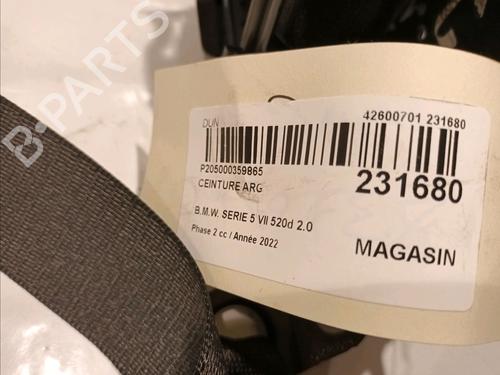 DUN
42600701 231680
P205000359865
CEINTURE ARG
231680
B.M.W. SERIE 5 VII 520d 2.0
Phase 2 cc / Année 2022
MAGASIN
B-PARTS